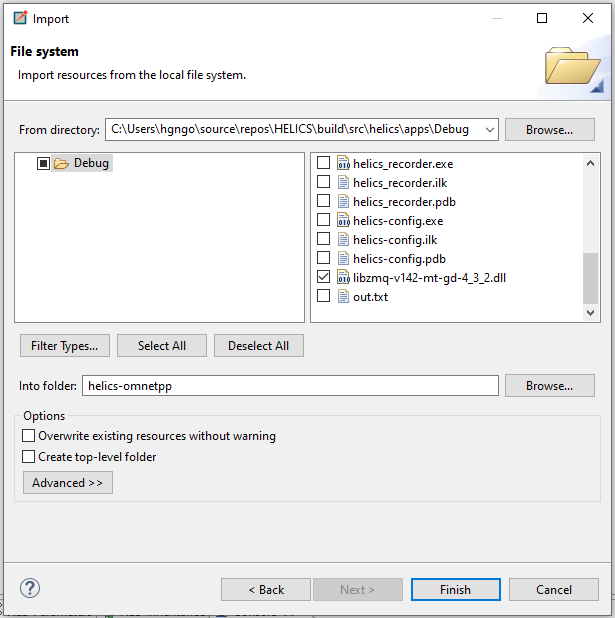 Import
File system
Import resources from the local file system.
From directory: C:\Users\hgngo\source\repos\HELICS\build\src\helics\apps\Debug Browse...
Debug
helics_recorder.exe
helics_recorder.ilk
helics_recorder.pdb
helics-config.exe
helics-config.ilk
helics-config.pdb
libzmq-v142-mt-gd-4_3_2.dll
out.txt
Filter Types... Select All Deselect All
Into folder: helics-omnetpp Browse...
Options
Overwrite existing resources without warning
Create top-level folder
Advanced >>
? < Back Next > Finish Cancel